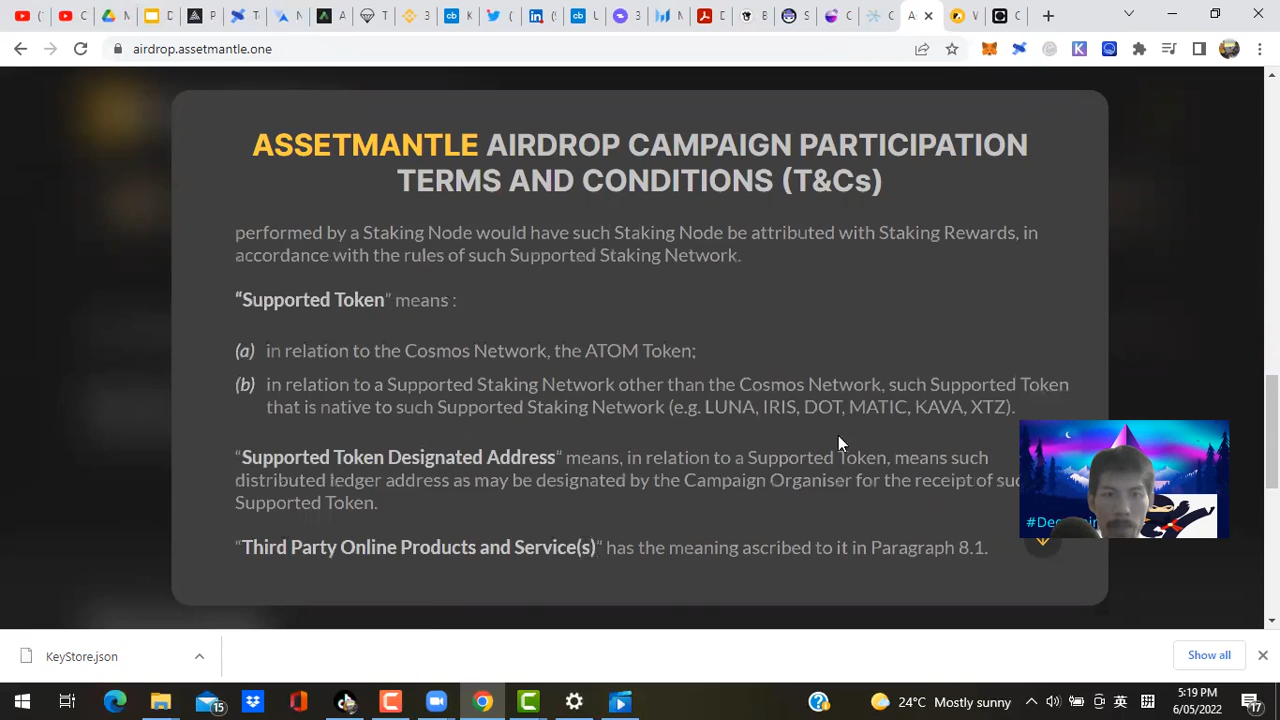 airdrop.assetmantle.one
ASSETMANTLE AIRDROP CAMPAIGN PARTICIPATION
TERMS AND CONDITIONS (T&Cs)
performed by a Staking Node would have such Staking Node be attributed with Staking Rewards, in
accordance with the rules of such Supported Staking Network.
“Supported Token” means :
(a) in relation to the Cosmos Network, the ATOM Token;
(b) in relation to a Supported Staking Network other than the Cosmos Network, such Supported Token
that is native to such Supported Staking Network (e.g. LUNA, IRIS, DOT, MATIC, KAVA, XTZ).
“Supported Token Designated Address“ means, in relation to a Supported Token, means such
distributed ledger address as may be designated by the Campaign Organiser for the receipt of
Supported Token.
“Third Party Online Products and Service(s)” has the meaning ascribed to it in Paragraph 8.1.
KeyStore.json
Show all
15
24°C Mostly sunny
英
5:19 PM
6/05/2022
17